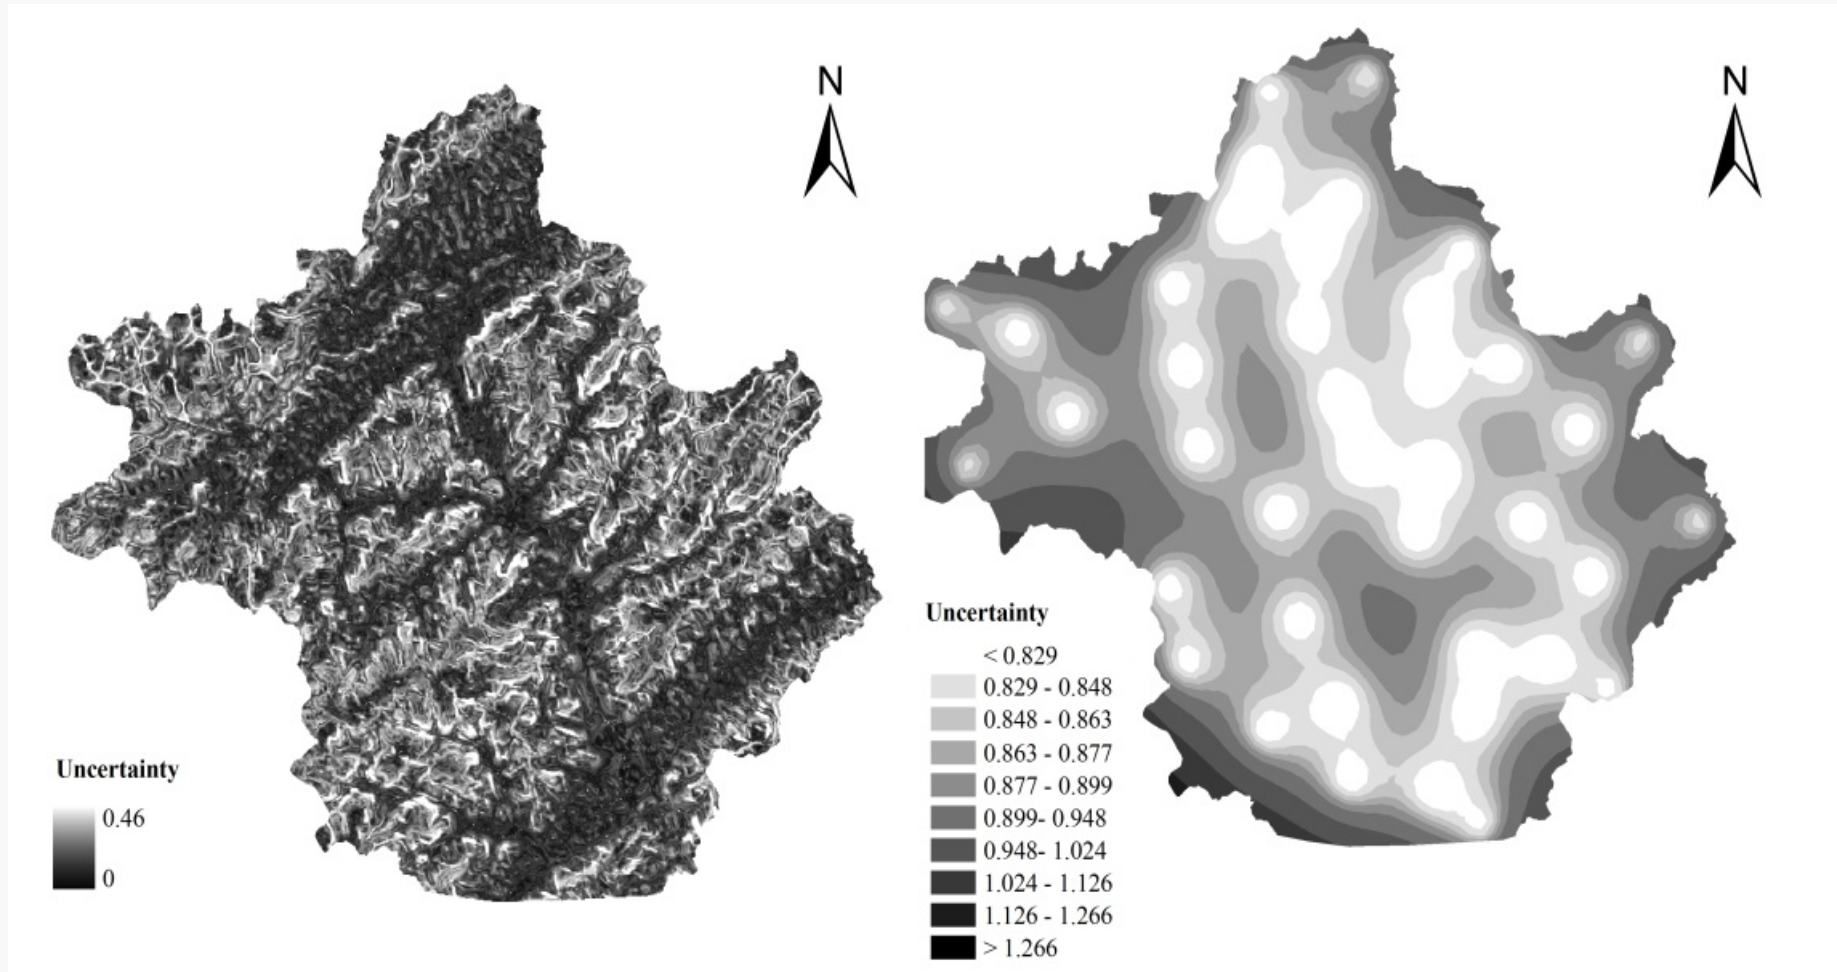 N
N
Uncertainty
0.46
0
Uncertainty
< 0.829
0.829 - 0.848
0.848 - 0.863
0.863 - 0.877
0.877 - 0.899
0.899- 0.948
0.948- 1.024
1.024 - 1.126
1.126 - 1.266
> 1.266